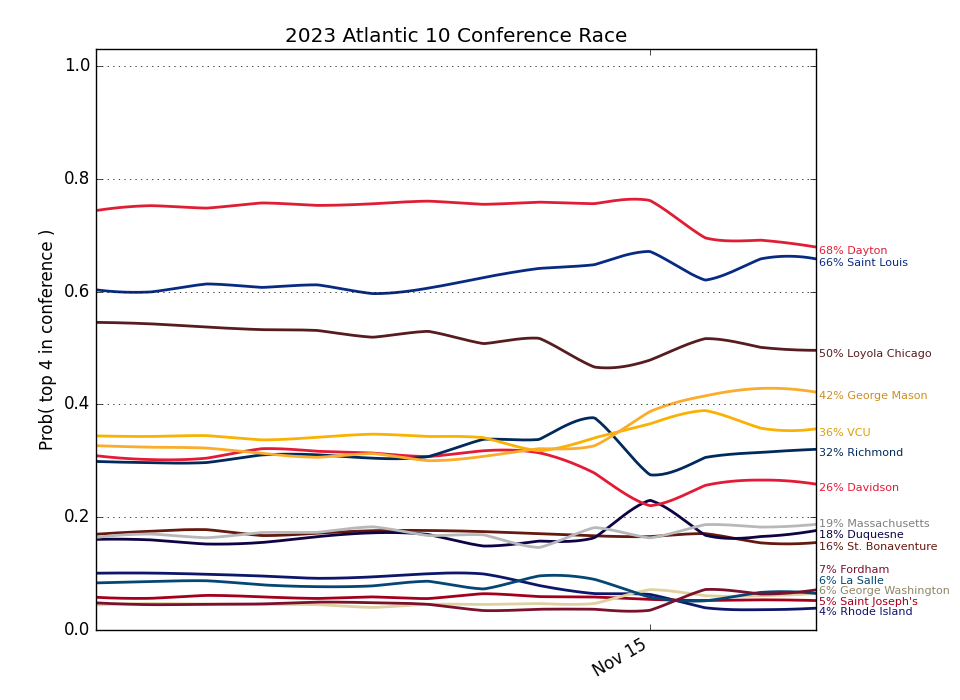 2023 Atlantic 10 Conference Race
Prob( top 4 in conference )
1.0
0.8
0.6
0.4
0.2
0.0
Nov 15
68% Dayton
66% Saint Louis
50% Loyola Chicago
42% George Mason
36% VCU
32% Richmond
26% Davidson
19% Massachusetts
18% Duquesne
16% St. Bonaventure
7% Fordham
6% La Salle
6% George Washington
5% Saint Joseph's
4% Rhode Island